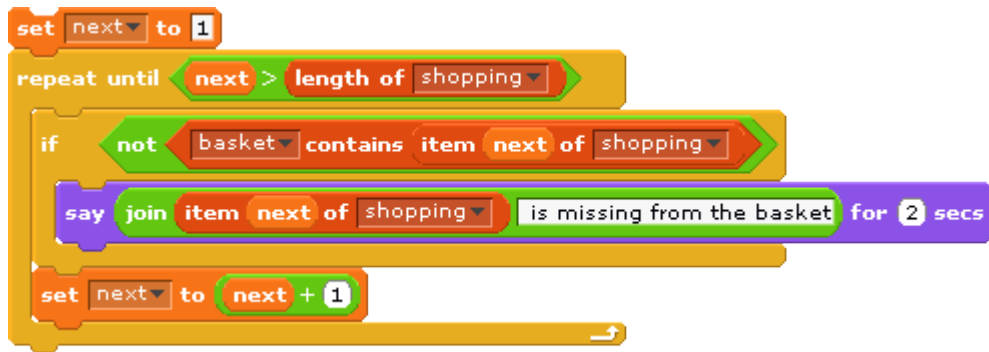 set next to 1
repeat until next > length of shopping
if not basket contains item next of shopping
say join item next of shopping is missing from the basket for 2 secs
set next to next + 1